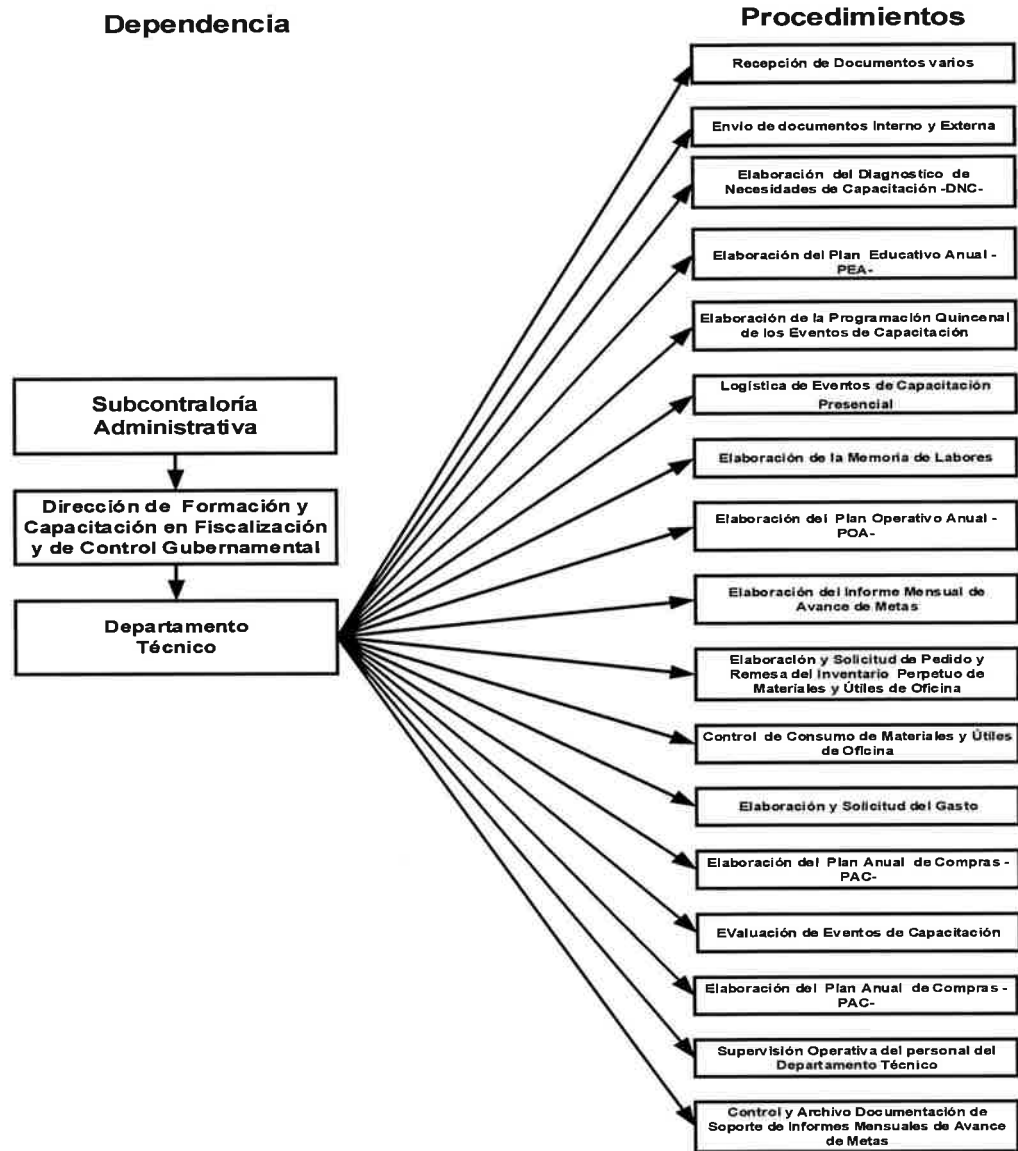 Dependencia
Procedimientos
Subcontraloría
Administrativa
Dirección de Formación y
Capacitación en Fiscalización
y de Control Gubernamental
Departamento
Técnico
Recepción de Documentos varios
Envio de documentos Interno y Externa
Elaboración del Diagnostico de
Necesidades de Capacitación -DNC-
Elaboración del Plan Educativo Anual -
PEA-
Elaboración de la Programación Quincenal
de los Eventos de Capacitación
Logística de Eventos de Capacitación
Presencial
Elaboración de la Memoria de Labores
Elaboración del Plan Operativo Anual -
POA-
Elaboración del Informe Mensual de
Avance de Metas
Elaboración y Solicitud de Pedido y
Remesa del Inventario Perpetuo de
Materiales y Útiles de Oficina
Control de Consumo de Materiales y Útiles
de Oficina
Elaboración y Solicitud del Gasto
Elaboración del Plan Anual de Compras -
PAC-
EValuación de Eventos de Capacitación
Elaboración del Plan Anual de Compras -
PAC-
Supervisión Operativa del personal del
Departamento Técnico
Control y Archivo Documentación de
Soporte de Informes Mensuales de Avance
de Metas